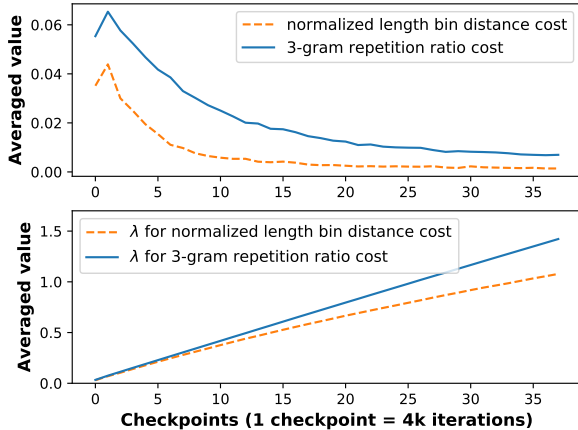 0.06
0.04
0.02
0.00
Averaged value
normalized length bin distance cost
3-gram repetition ratio cost
0 5 10 15 20 25 30 35
1.5
1.0
0.5
0.0
Averaged value
λ for normalized length bin distance cost
λ for 3-gram repetition ratio cost
0 5 10 15 20 25 30 35
Checkpoints (1 checkpoint = 4k iterations)